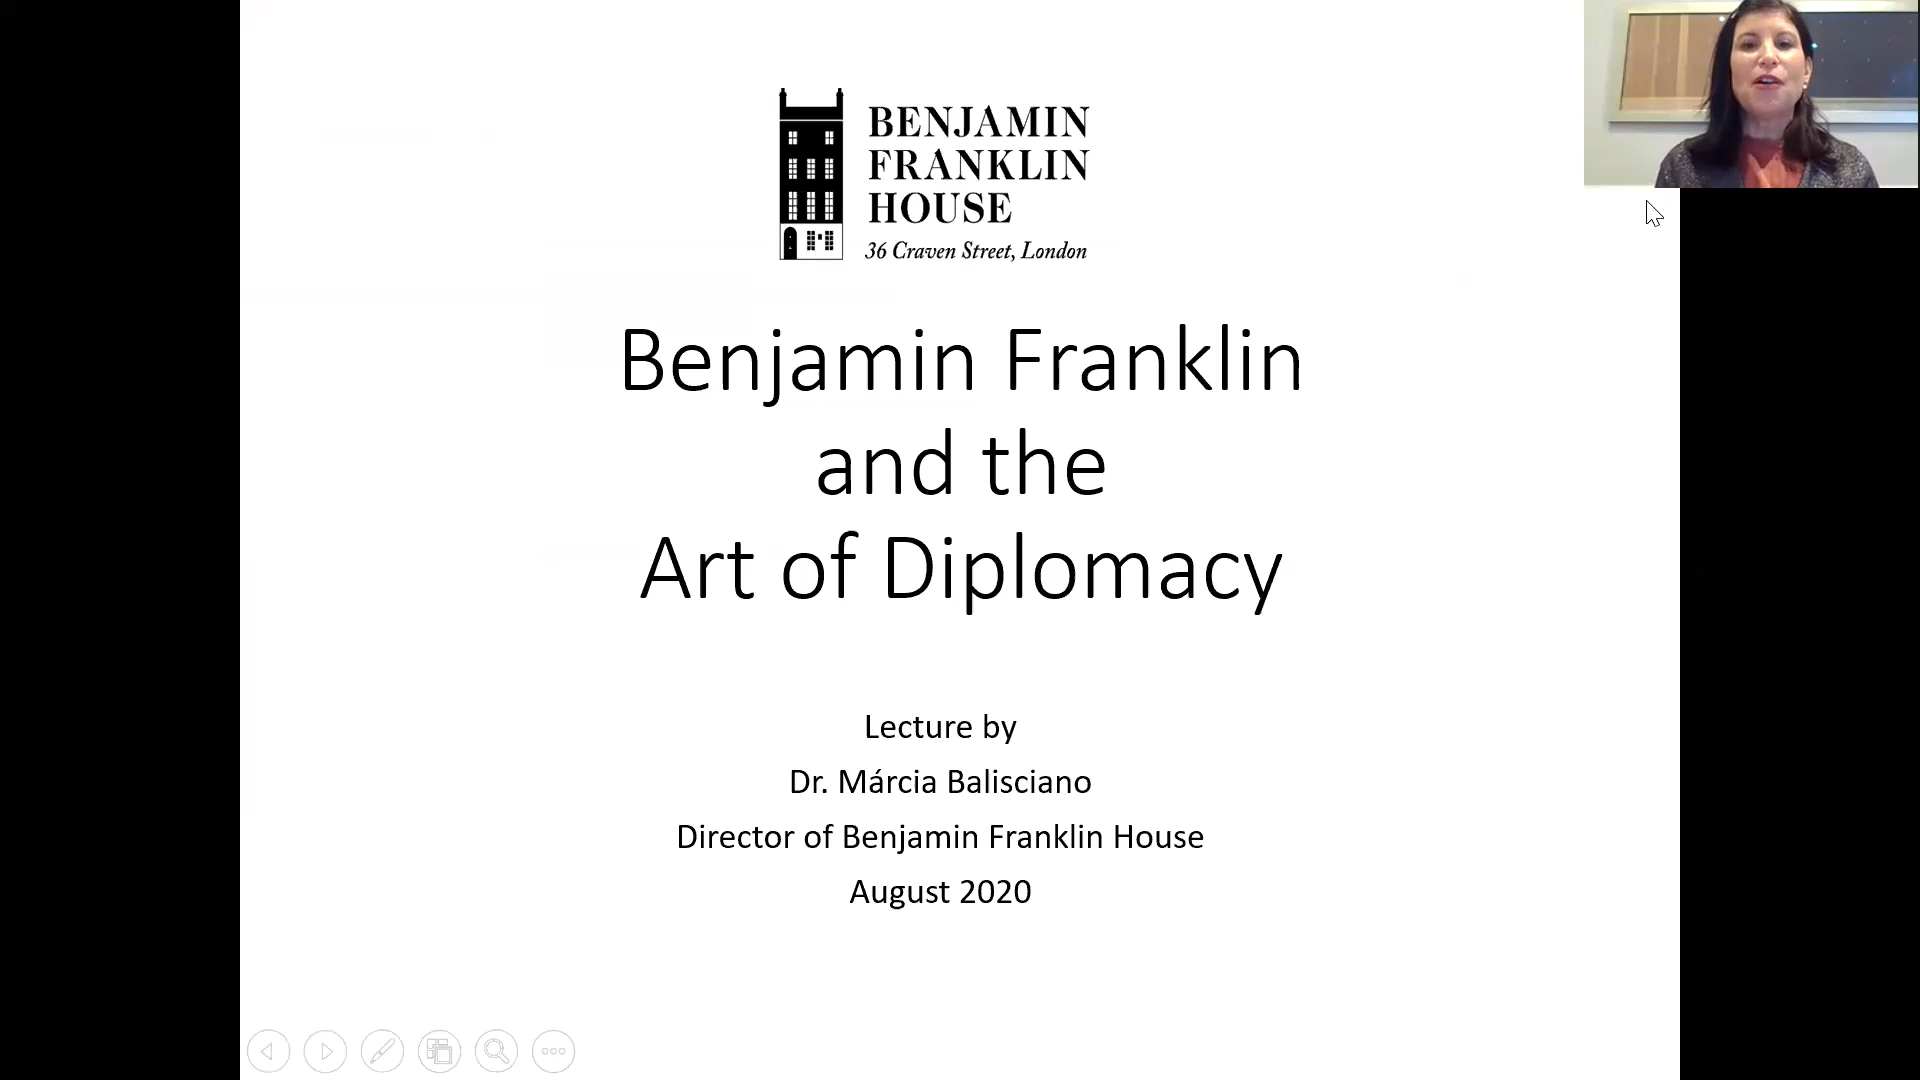 BENJAMIN
FRANKLIN
HOUSE
36 Craven Street, London
Benjamin Franklin
and the
Art of Diplomacy
Lecture by
Dr. Márcia Balisciano
Director of Benjamin Franklin House
August 2020